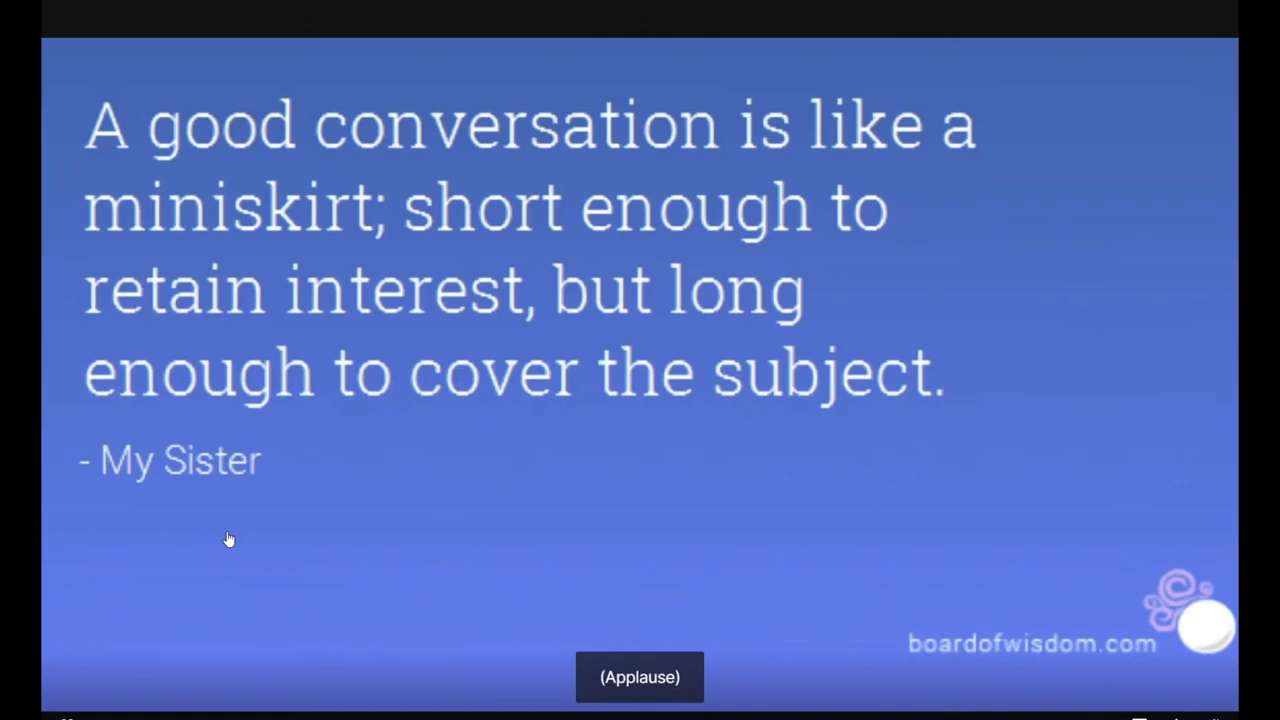 A good conversation is like a
miniskirt; short enough to
retain interest, but long
enough to cover the subject.
- My Sister
boardofwisdom.com
(Applause)